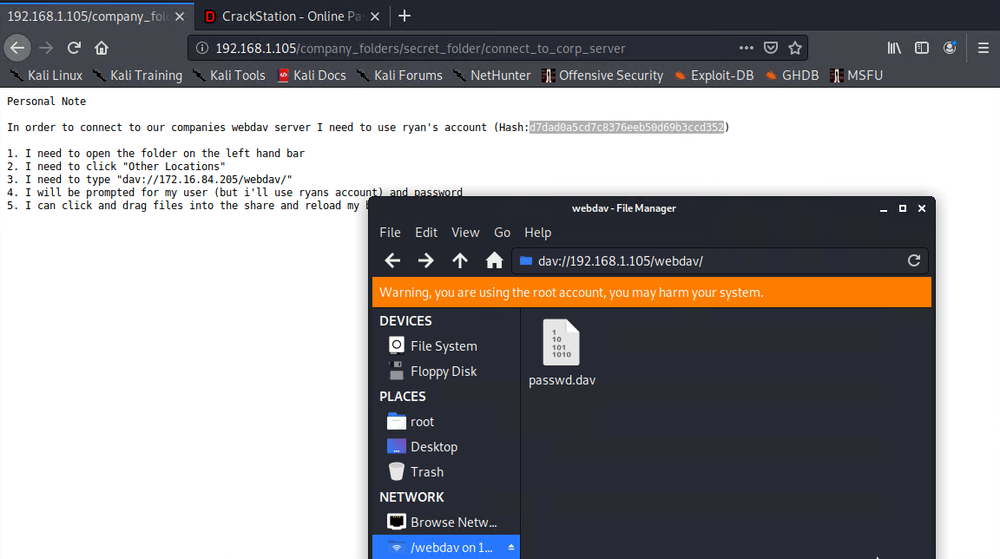 192.168.1.105/company_fol
CrackStation - Online Pa
192.168.1.105/company_folders/secret_folder/connect_to_corp_server
Kali Linux Kali Training Kali Tools Kali Docs Kali Forums NetHunter Offensive Security Exploit-DB GHDB MSFU
Personal Note
In order to connect to our companies webdav server I need to use ryan's account (Hash:d7dad0a5cd7c8376eeb50d69b3ccd352)
1. I need to open the folder on the left hand bar
2. I need to click "Other Locations"
3. I need to type "dav://172.16.84.205/webdav/"
4. I will be prompted for my user (but i'll use ryans account) and password
5. I can click and drag files into the share and reload my
webdav - File Manager
File Edit View Go Help
dav://192.168.1.105/webdav/
Warning, you are using the root account, you may harm your system.
DEVICES
File System
Floppy Disk
PLACES
root
Desktop
Trash
NETWORK
Browse Netw...
/webdav on 1...
1
10
101
1010
passwd.dav